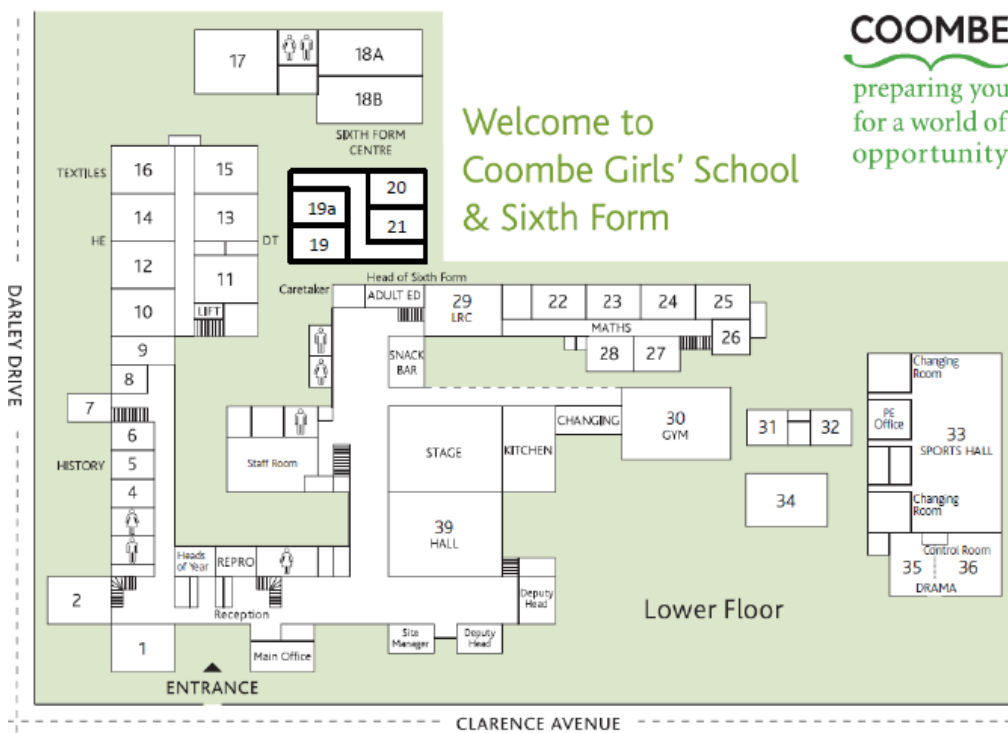 COOMBE
preparing you
for a world of
opportunity
Welcome to
Coombe Girls' School
& Sixth Form
17
18A
18B
SIXTH FORM
CENTRE
TEXTILES
16
15
14
13
HE
DT
12
11
10
LIFT
9
8
7
6
HISTORY
5
4
20
19a
21
19
Head of Sixth Form
Caretaker
ADULT ED
29
LRC
22
23
24
25
MATHS
26
28
27
SNACK
BAR
CHANGING
30
GYM
31
32
34
Changing
Room
PE
Office
33
SPORTS HALL
Changing
Room
Control Room
35
36
DRAMA
Staff Room
STAGE
KITCHEN
39
HALL
Heads
of Year
REPRO
2
Reception
Deputy
Head
1
Main Office
Site
Manager
Deputy
Head
Lower Floor
ENTRANCE
DARLEY DRIVE
CLARENCE AVENUE